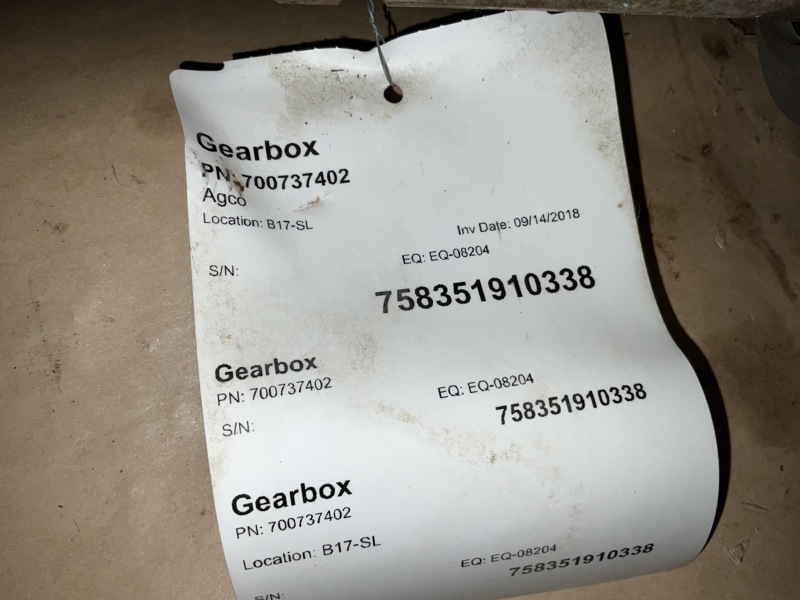 Gearbox
PN: 700737402
Agco
Location: B17-SL
Inv Date: 09/14/2018
S/N:
EQ: EQ-08204
758351910338
Gearbox
PN: 700737402
EQ: EQ-08204
S/N:
758351910338
Gearbox
PN: 700737402
Location: B17-SL
EQ: EQ-08204
758351910338
S/N: